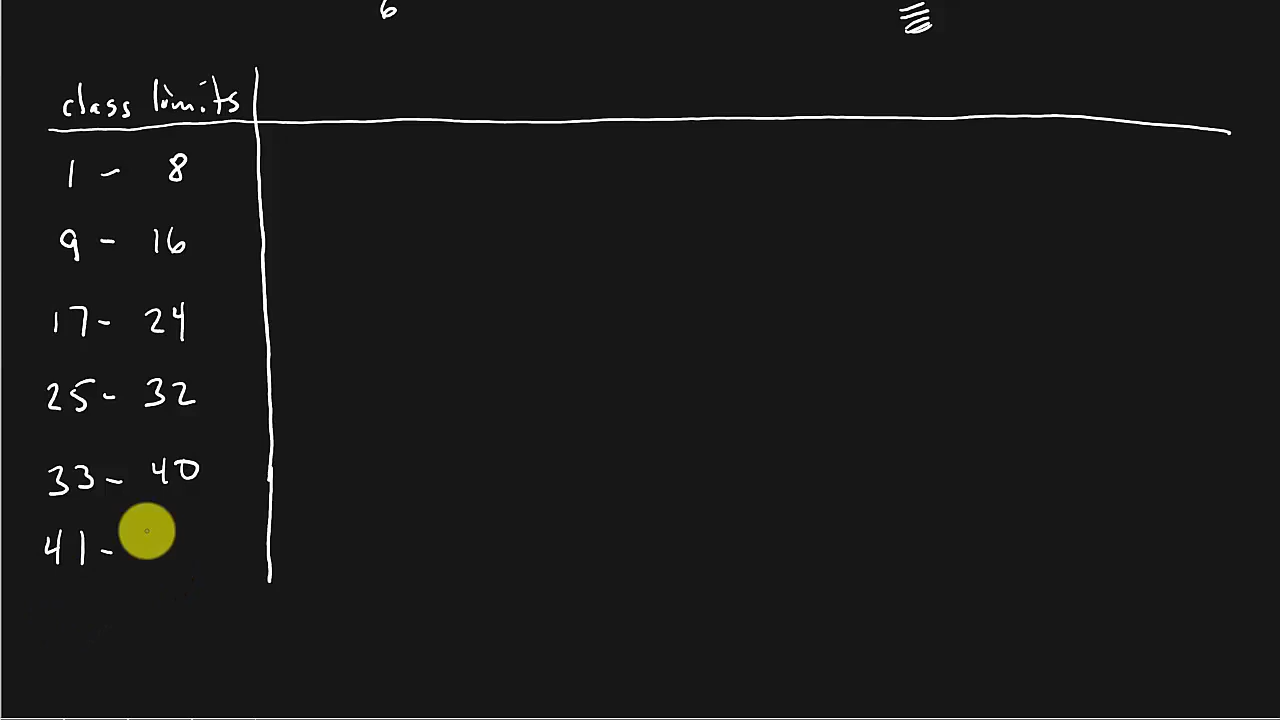 6
class limits
1 - 8
9 - 16
17 - 24
25 - 32
33 - 40
41 -